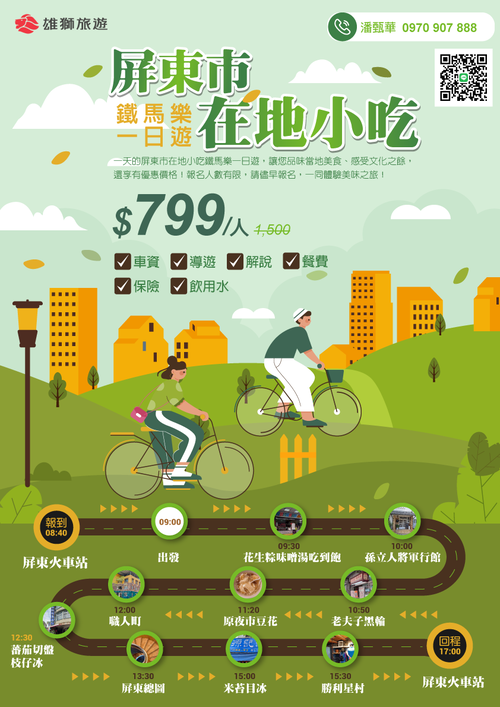 雄獅旅遊
潘甄華 0970 907 888
屏東市
鐵馬樂
一日遊
在地小吃
一天的屏東市在地小吃鐵馬樂一日遊，讓您品味當地美食、感受文化之餘，
還享有優惠價格！報名人數有限，請儘早報名，一同體驗美味之旅！
$799/人 1,500
車資 導遊 解說 餐費
保險 飲用水
報到
08:40
屏東火車站
09:00
出發
09:30
花生粽味噌湯吃到飽
10:00
孫立人將軍行館
10:50
老夫子黑輪
11:20
原夜市豆花
12:00
職人町
12:30
蕃茄切盤
枝仔冰
13:30
屏東總圖
15:00
米苔目冰
15:30
勝利星村
回程
17:00
屏東火車站